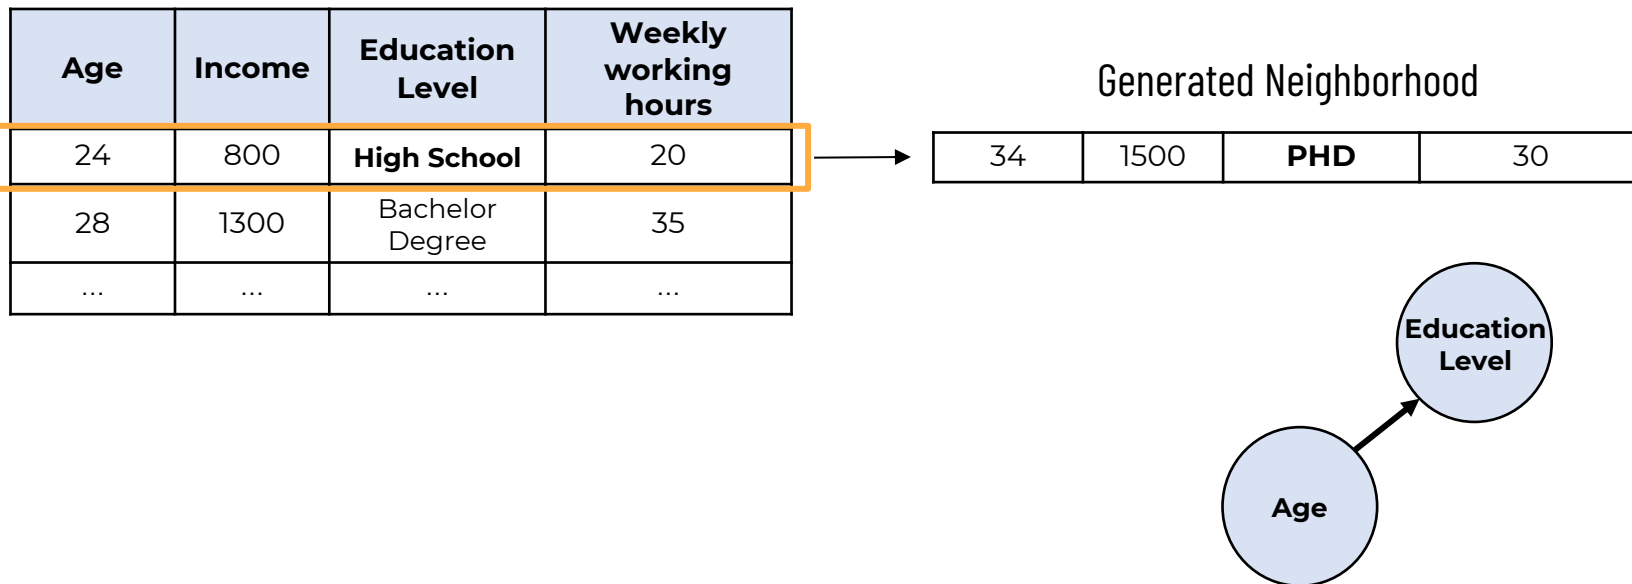 Age
Income
Education
Level
Weekly
working
hours
24
800
High School
20
28
1300
Bachelor
Degree
35
...
...
...
...
Generated Neighborhood
34
1500
PHD
30
Education
Level
Age